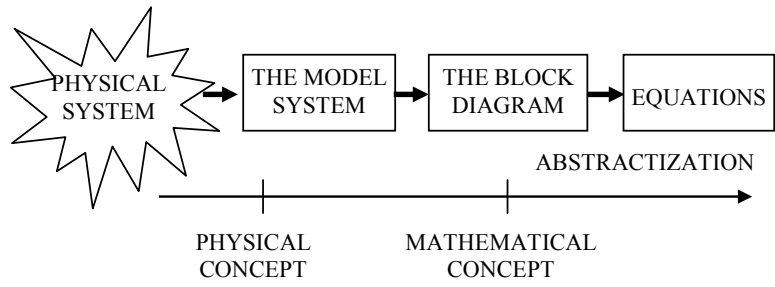 PHYSICAL
SYSTEM
THE MODEL
SYSTEM
THE BLOCK
DIAGRAM
EQUATIONS
ABSTRACTIZATION
PHYSICAL
CONCEPT
MATHEMATICAL
CONCEPT